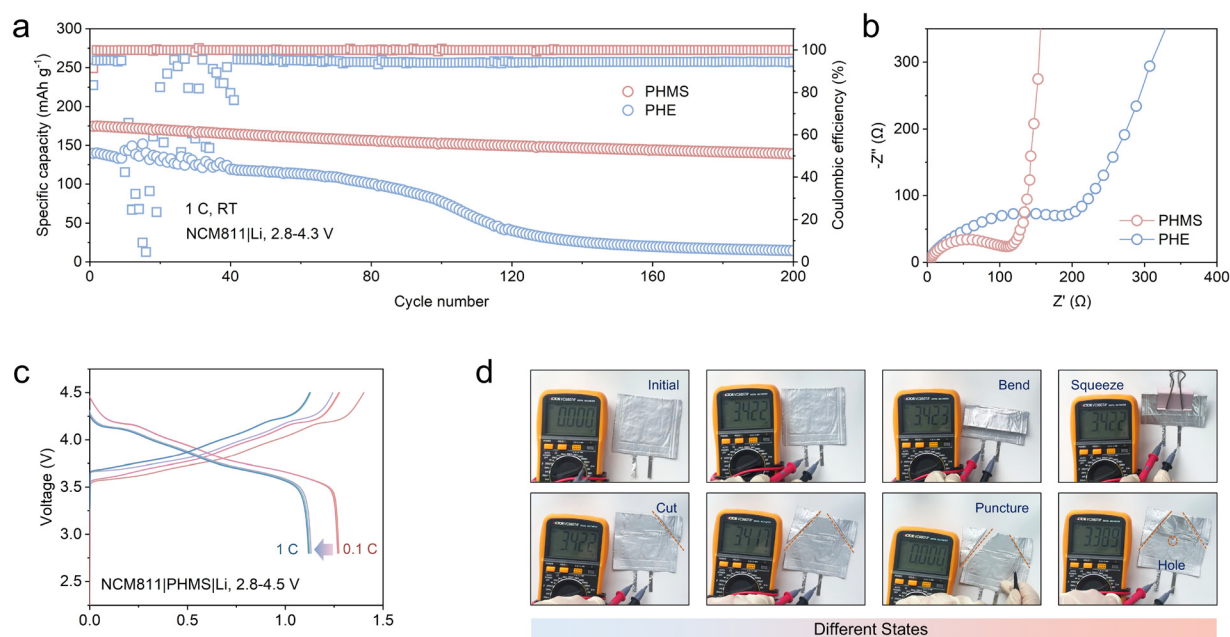 a
300
250
200
150
100
50
0
Specific capacity (mAh g⁻¹)
0
40
80
120
160
200
Cycle number
100
80
60
40
20
0
Coulombic efficiency (%)
PHMS
PHE
1 C, RT
NCM811|Li, 2.8-4.3 V
b
300
200
100
0
-Z" (Ω)
0
100
200
300
400
Z' (Ω)
PHMS
PHE
c
4.5
4.0
3.5
3.0
2.5
Voltage (V)
0.0
0.5
1.0
1.5
1 C
0.1 C
NCM811|PHMS|Li, 2.8-4.5 V
d
Initial
0.000
3.422
Bend
3.423
Squeeze
3.422
Cut
3.422
3.417
Puncture
0.000
Hole
3.389
Different States